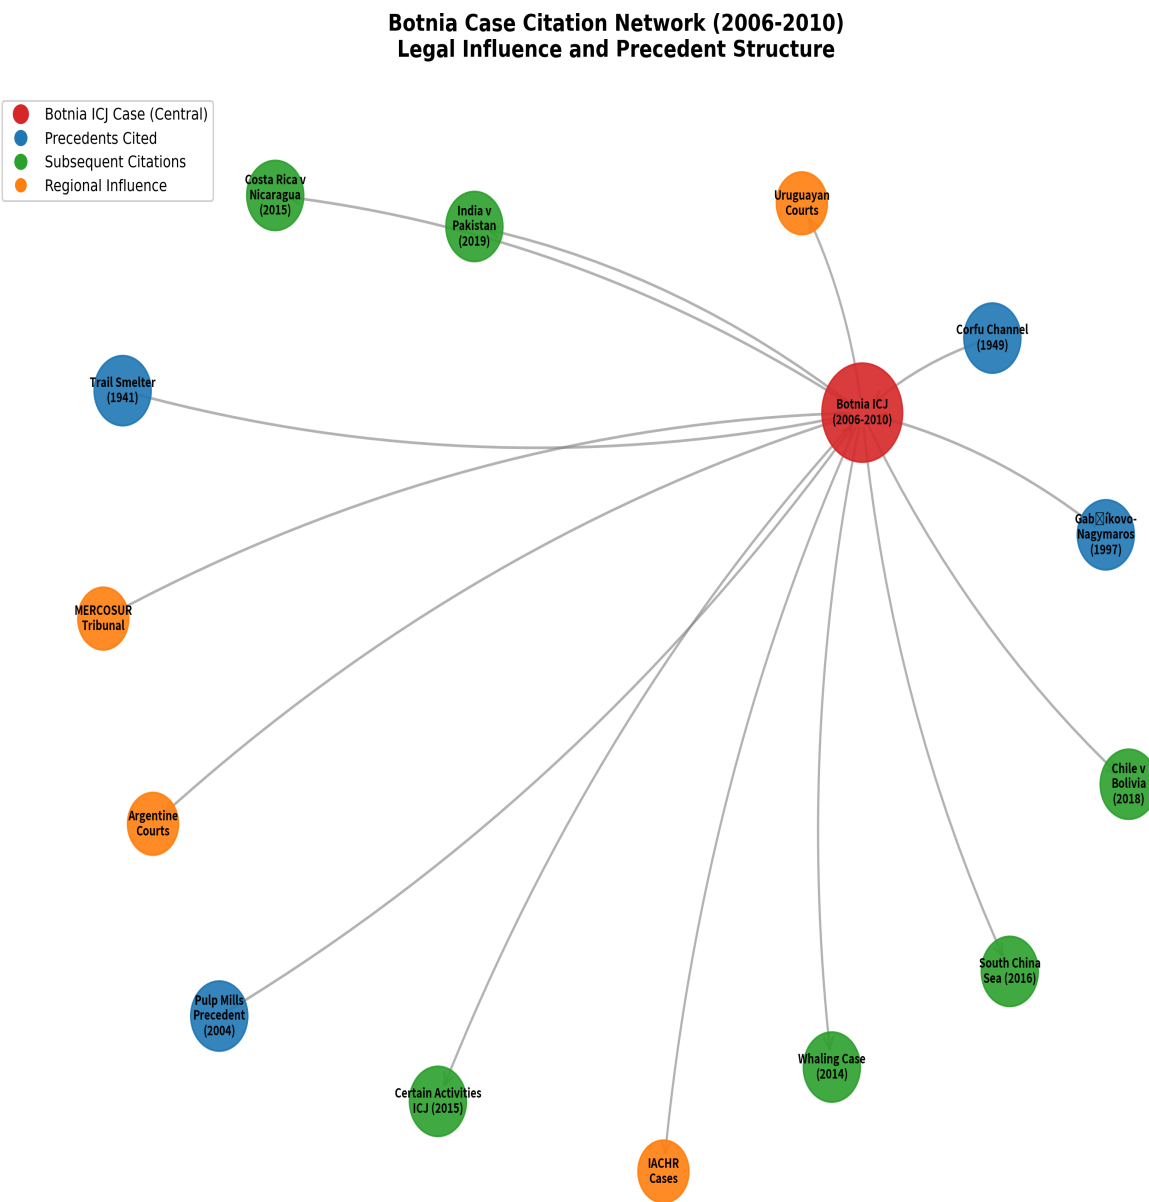 Botnia Case Citation Network (2006-2010)
Legal Influence and Precedent Structure
Botnia ICJ Case (Central)
Precedents Cited
Subsequent Citations
Regional Influence
Costa Rica v
Nicaragua
(2015)
India v
Pakistan
(2019)
Uruguayan
Courts
Corfu Channel
(1949)
Trail Smelter
(1941)
Botnia ICJ
(2006-2010)
Gab□íkovo-
Nagymaros
(1997)
MERCOSUR
Tribunal
Chile v
Bolivia
(2018)
Argentine
Courts
South China
Sea (2016)
Pulp Mills
Precedent
(2004)
Whaling Case
(2014)
Certain Activities
ICJ (2015)
IACHR
Cases